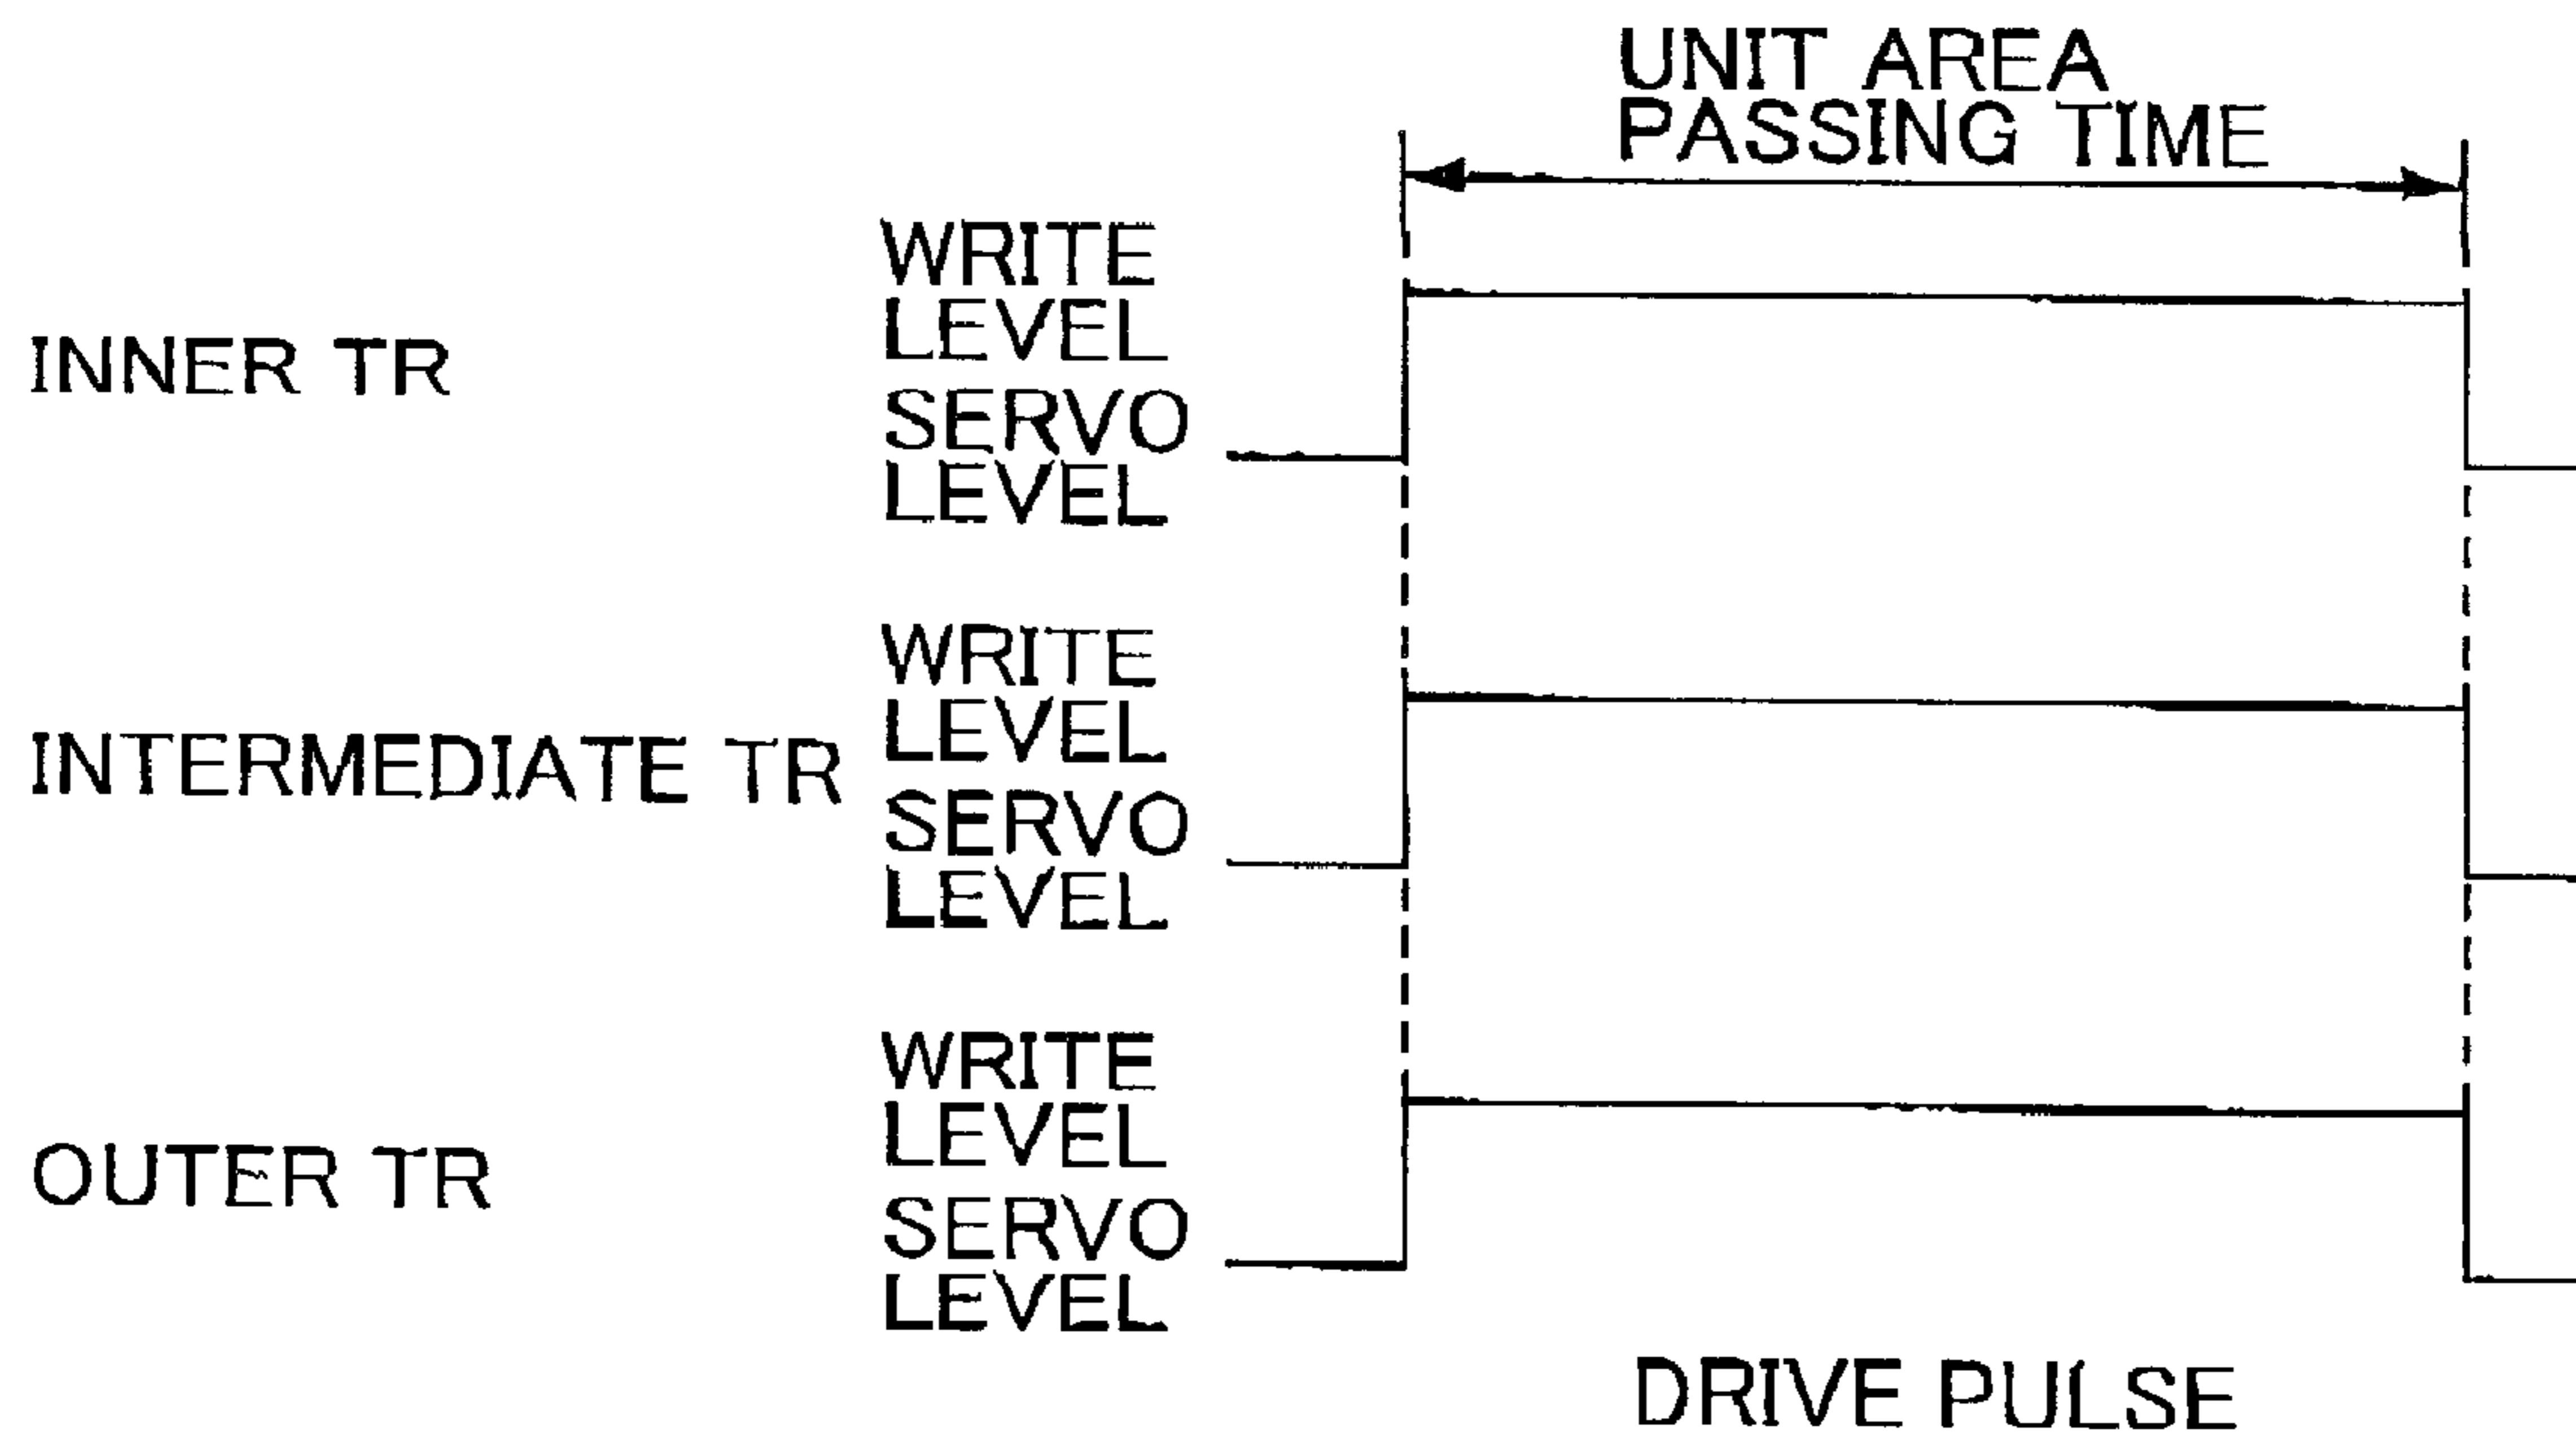 UNIT AREA
PASSING TIME
INNER TR
WRITE
LEVEL
SERVO
LEVEL
INTERMEDIATE TR
WRITE
LEVEL
SERVO
LEVEL
OUTER TR
WRITE
LEVEL
SERVO
LEVEL
DRIVE PULSE